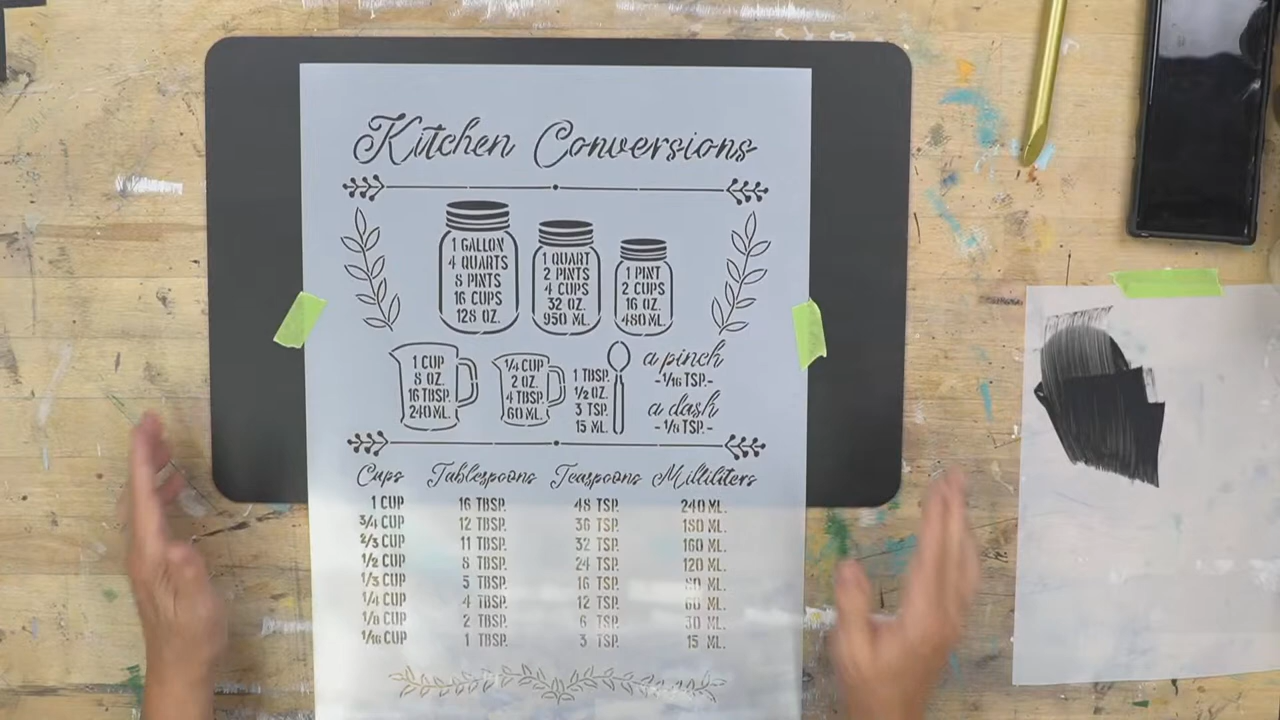 Kitchen Conversions
1 GALLON
4 QUARTS
8 PINTS
16 CUPS
128 OZ.
1 QUART
2 PINTS
4 CUPS
32 OZ.
950 ML.
1 PINT
2 CUPS
16 OZ.
480 ML.
1 CUP
8 OZ.
16 TBSP.
240 ML.
1/4 CUP
2 OZ.
4 TBSP.
60 ML.
1 TBSP.
1/2 OZ.
3 TSP.
15 ML.
a pinch
-1/16 TSP.-
a dash
-1/8 TSP.-
Cups Tablespoons Teaspoons Milliliters
1 CUP 16 TBSP. 48 TSP. 240 ML.
3/4 CUP 12 TBSP. 36 TSP. 180 ML.
2/3 CUP 11 TBSP. 32 TSP. 160 ML.
1/2 CUP 8 TBSP. 24 TSP. 120 ML.
1/3 CUP 5 TBSP. 16 TSP. 80 ML.
1/4 CUP 4 TBSP. 12 TSP. 60 ML.
1/8 CUP 2 TBSP. 6 TSP. 30 ML.
1/16 CUP 1 TBSP. 3 TSP. 15 ML.